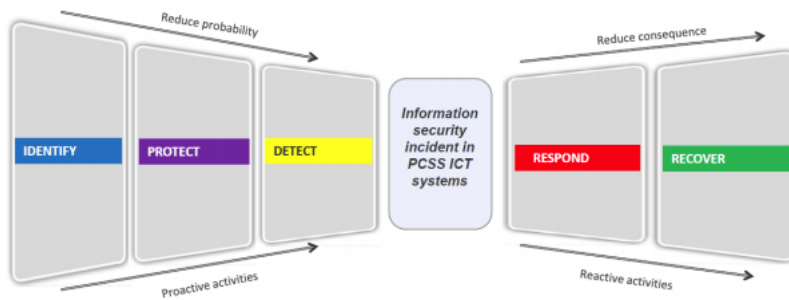 Reduce probability
IDENTIFY
PROTECT
DETECT
Proactive activities
Information
security
incident in
PCSS ICT
systems
Reduce consequence
RESPOND
RECOVER
Reactive activities